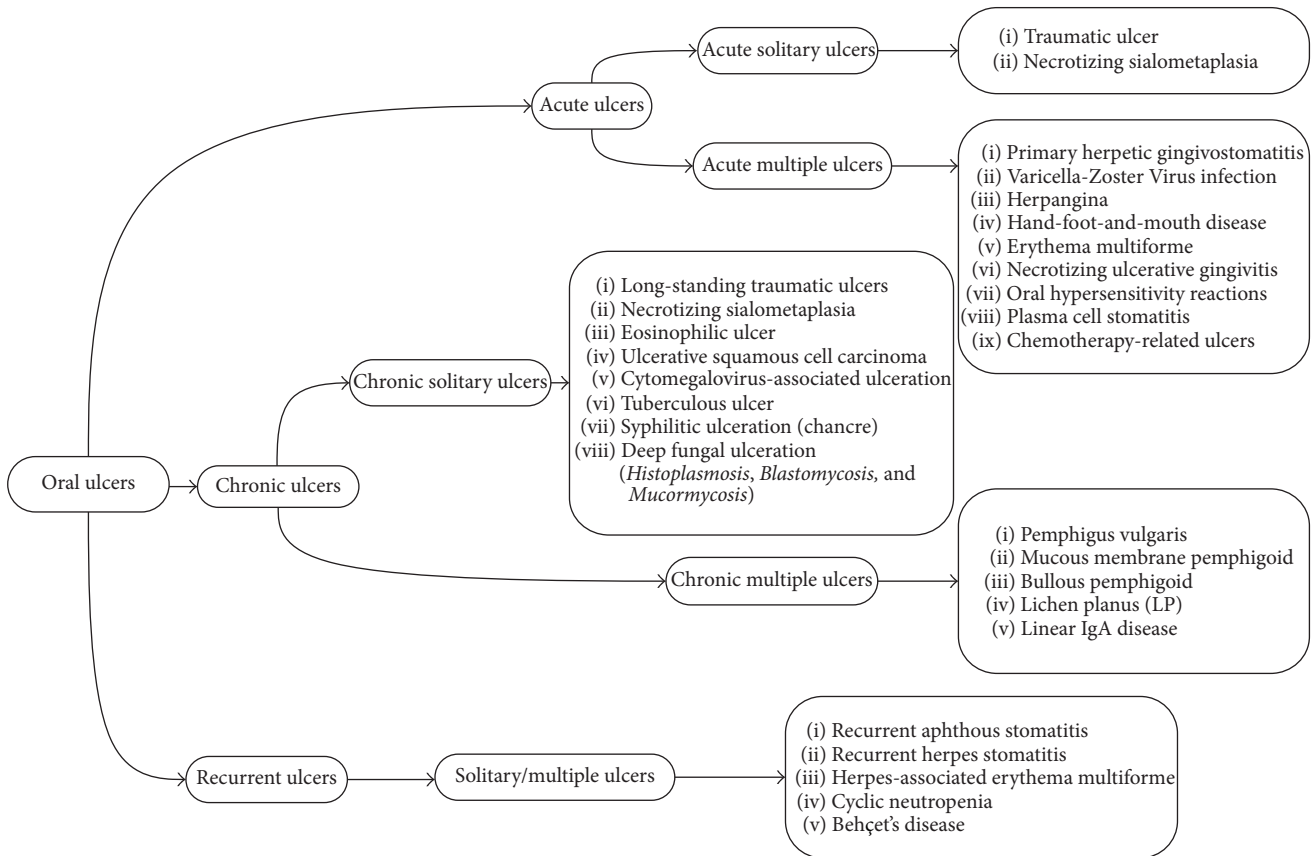 Acute solitary ulcers
(i) Traumatic ulcer
(ii) Necrotizing sialometaplasia
Acute ulcers
Acute multiple ulcers
(i) Primary herpetic gingivostomatitis
(ii) Varicella-Zoster Virus infection
(iii) Herpangina
(iv) Hand-foot-and-mouth disease
(v) Erythema multiforme
(vi) Necrotizing ulcerative gingivitis
(vii) Oral hypersensitivity reactions
(viii) Plasma cell stomatitis
(ix) Chemotherapy-related ulcers
Chronic solitary ulcers
(i) Long-standing traumatic ulcers
(ii) Necrotizing sialometaplasia
(iii) Eosinophilic ulcer
(iv) Ulcerative squamous cell carcinoma
(v) Cytomegalovirus-associated ulceration
(vi) Tuberculous ulcer
(vii) Syphilitic ulceration (chancre)
(viii) Deep fungal ulceration
(Histoplasmosis, Blastomycosis, and
Mucormycosis)
Oral ulcers
Chronic ulcers
Chronic multiple ulcers
(i) Pemphigus vulgaris
(ii) Mucous membrane pemphigoid
(iii) Bullous pemphigoid
(iv) Lichen planus (LP)
(v) Linear IgA disease
Recurrent ulcers
Solitary/multiple ulcers
(i) Recurrent aphthous stomatitis
(ii) Recurrent herpes stomatitis
(iii) Herpes-associated erythema multiforme
(iv) Cyclic neutropenia
(v) Behçet's disease